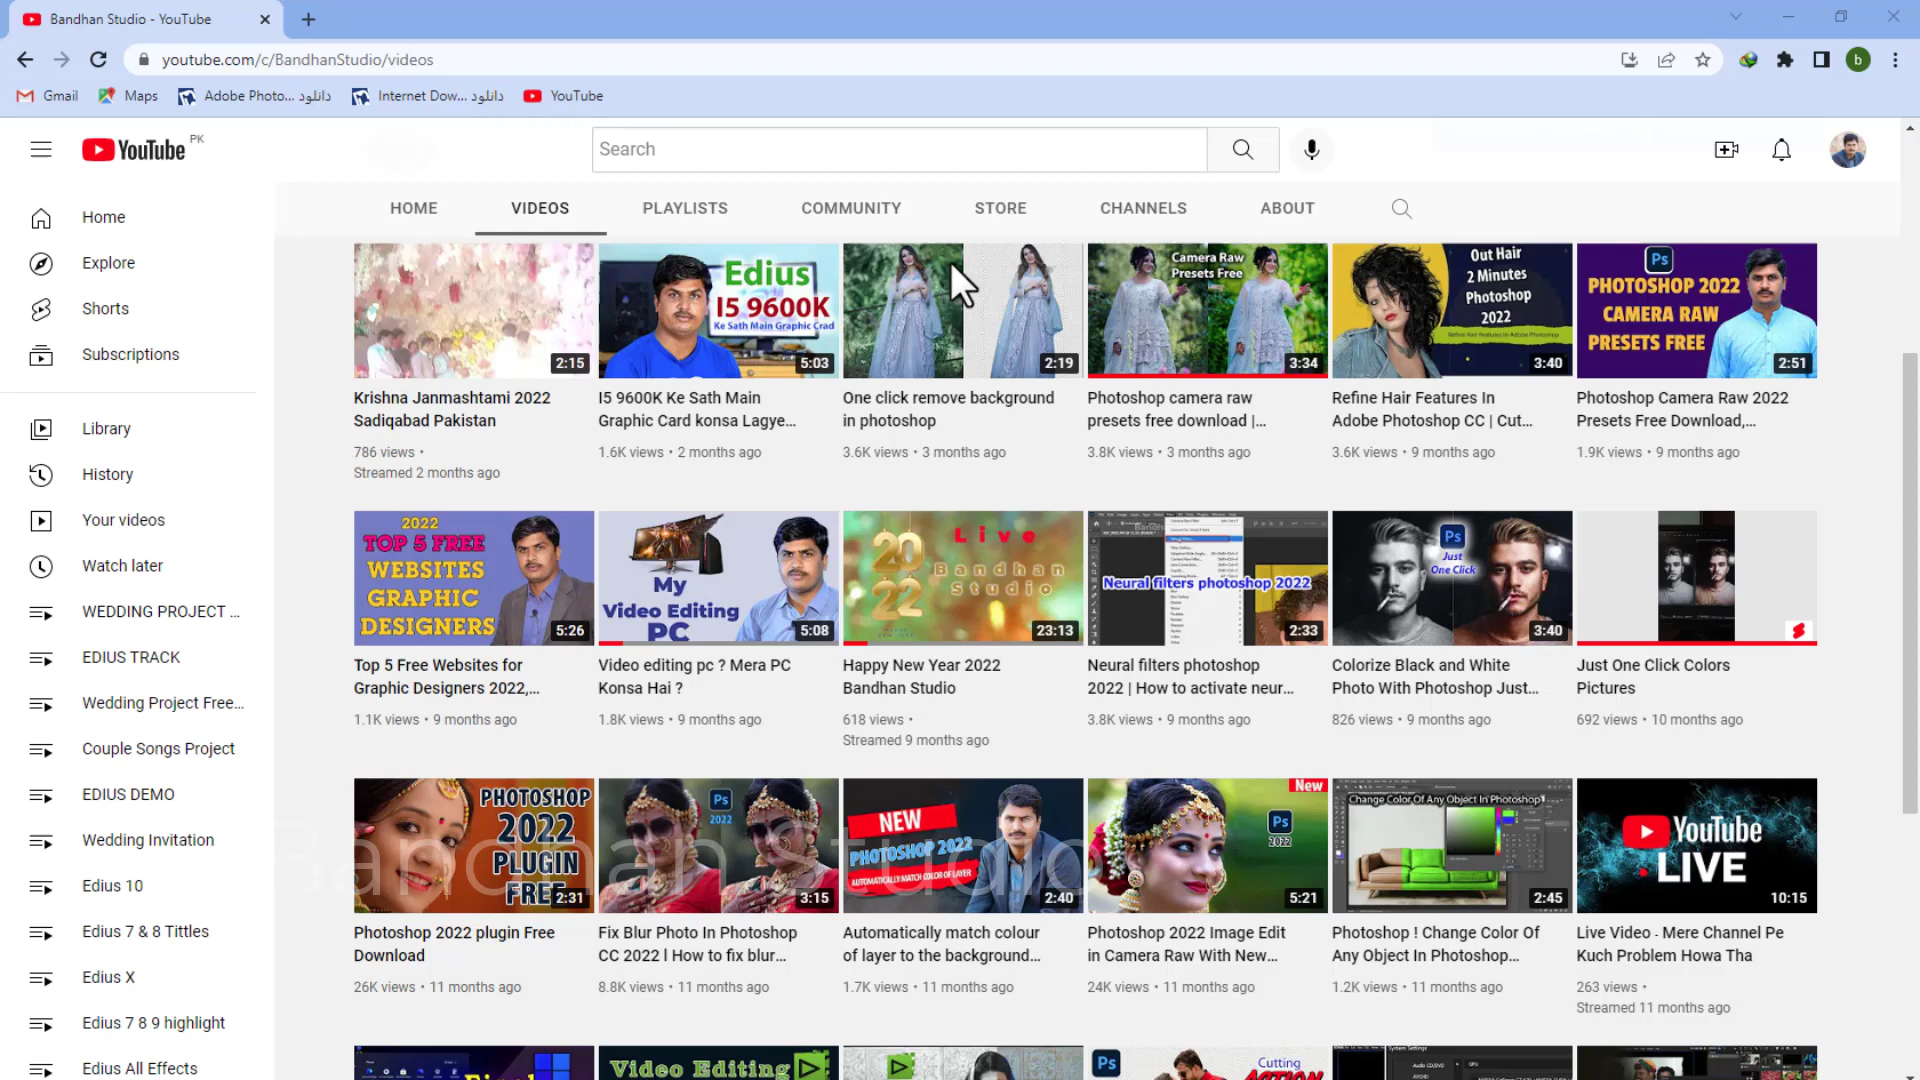 Bandhan Studio - YouTube
youtube.com/c/BandhanStudio/videos
b
Gmail
Maps
Adobe Photo... دانلود
Internet Dow... دانلود
YouTube
YouTube PK
Search
HOME
VIDEOS
PLAYLISTS
COMMUNITY
STORE
CHANNELS
ABOUT
Home
Explore
Shorts
Subscriptions
Library
History
Your videos
Watch later
WEDDING PROJECT ...
EDIUS TRACK
Wedding Project Free...
Couple Songs Project
EDIUS DEMO
Wedding Invitation
Edius 10
Edius 7 & 8 Tittles
Edius X
Edius 7 8 9 highlight
Edius All Effects
2:15
Krishna Janmashtami 2022
Sadiqabad Pakistan
786 views •
Streamed 2 months ago
Edius
I5 9600K
Ke Sath Main Graphic Crad
5:03
I5 9600K Ke Sath Main
Graphic Card konsa Lagye...
1.6K views • 2 months ago
2:19
One click remove background
in photoshop
3.6K views • 3 months ago
Camera Raw
Presets Free
3:34
Photoshop camera raw
presets free download |...
3.8K views • 3 months ago
Out Hair
2 Minutes
Photoshop
2022
Refine Hair Features In Adobe Photoshop
3:40
Refine Hair Features In
Adobe Photoshop CC | Cut...
3.6K views • 9 months ago
Ps
PHOTOSHOP 2022
CAMERA RAW
PRESETS FREE
2:51
Photoshop Camera Raw 2022
Presets Free Download,...
1.9K views • 9 months ago
2022
TOP 5 FREE
WEBSITES
GRAPHIC
DESIGNERS
5:26
Top 5 Free Websites for
Graphic Designers 2022,...
1.1K views • 9 months ago
My
Video Editing
PC
5:08
Video editing pc ? Mera PC
Konsa Hai ?
1.8K views • 9 months ago
2022
Live
Bandhan
Studio
23:13
Happy New Year 2022
Bandhan Studio
618 views •
Streamed 9 months ago
Neural filters photoshop 2022
2:33
Neural filters photoshop
2022 | How to activate neur...
3.8K views • 9 months ago
Ps
Just
One Click
3:40
Colorize Black and White
Photo With Photoshop Just...
826 views • 9 months ago
Just One Click Colors
Pictures
692 views • 10 months ago
PHOTOSHOP
2022
PLUGIN
FREE
2:31
Photoshop 2022 plugin Free
Download
26K views • 11 months ago
Ps
2022
3:15
Fix Blur Photo In Photoshop
CC 2022 l How to fix blur...
8.8K views • 11 months ago
NEW
PHOTOSHOP 2022
AUTOMATICALLY MATCH COLOR OF LAYER
2:40
Automatically match colour
of layer to the background...
1.7K views • 11 months ago
New
Ps
2022
5:21
Photoshop 2022 Image Edit
in Camera Raw With New...
24K views • 11 months ago
Change Color Of Any Object In Photoshop
2:45
Photoshop ! Change Color Of
Any Object In Photoshop...
1.2K views • 11 months ago
YouTube
LIVE
10:15
Live Video - Mere Channel Pe
Kuch Problem Howa Tha
263 views •
Streamed 11 months ago
Bandhan Studio
Video Editing
Ps
Cutting
System Settings